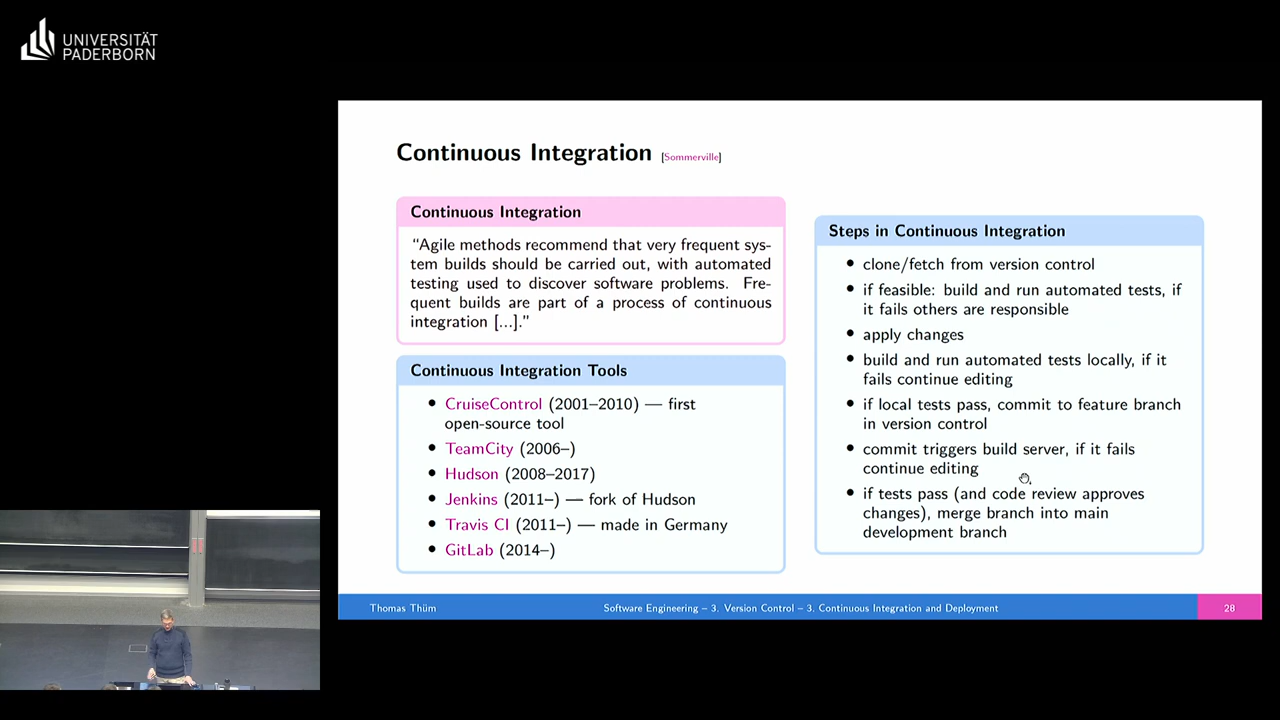 UNIVERSITÄT
PADERBORN
Continuous Integration [Sommerville]
Continuous Integration
“Agile methods recommend that very frequent sys-
tem builds should be carried out, with automated
testing used to discover software problems. Fre-
quent builds are part of a process of continuous
integration [...].”
Continuous Integration Tools
• CruiseControl (2001–2010) — first
open-source tool
• TeamCity (2006–)
• Hudson (2008–2017)
• Jenkins (2011–) — fork of Hudson
• Travis CI (2011–) — made in Germany
• GitLab (2014–)
Steps in Continuous Integration
• clone/fetch from version control
• if feasible: build and run automated tests, if
it fails others are responsible
• apply changes
• build and run automated tests locally, if it
fails continue editing
• if local tests pass, commit to feature branch
in version control
• commit triggers build server, if it fails
continue editing
• if tests pass (and code review approves
changes), merge branch into main
development branch
Thomas Thüm
Software Engineering – 3. Version Control – 3. Continuous Integration and Deployment
28